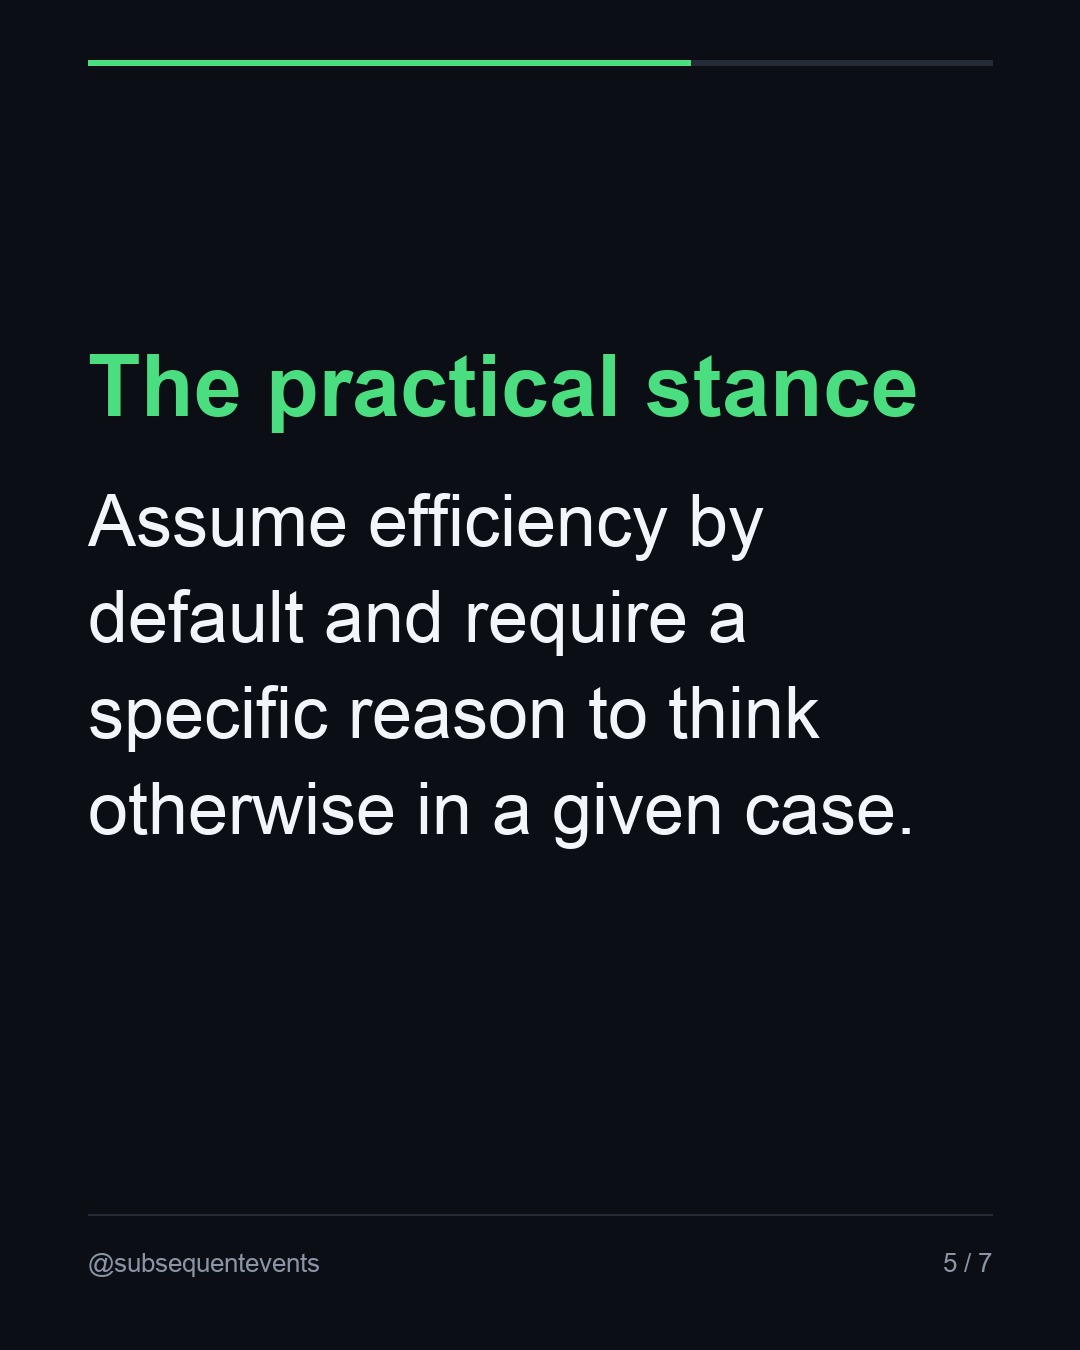 The practical stance
Assume efficiency by
default and require a
specific reason to think
otherwise in a given case.
@subsequentevents
5 / 7